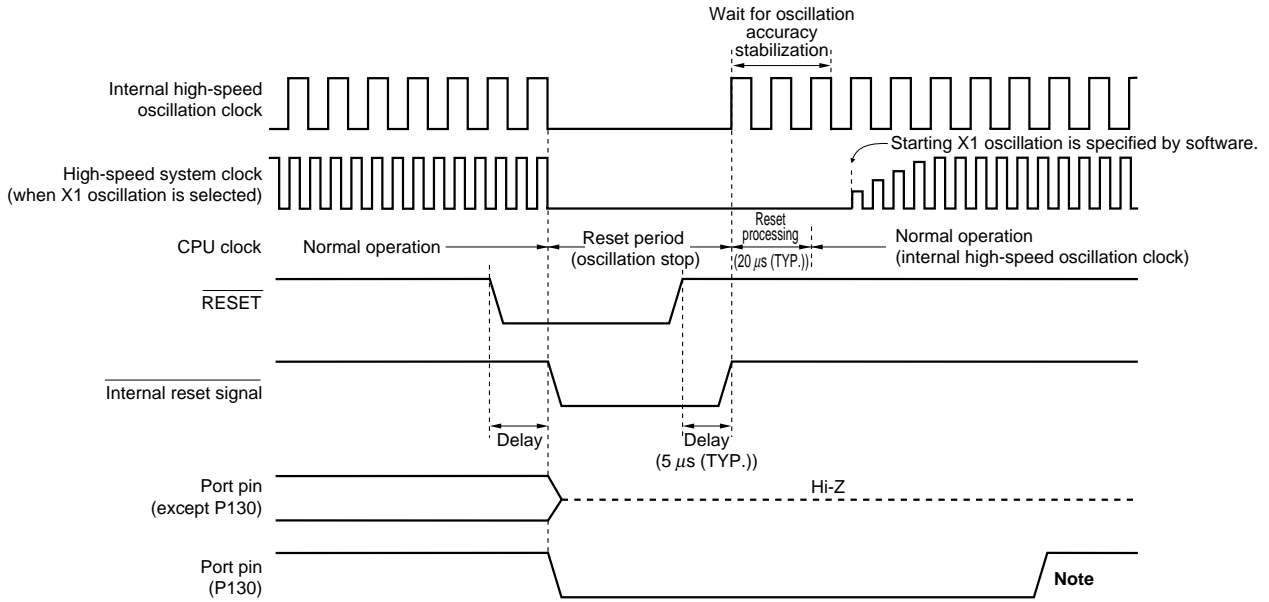 Wait for oscillation
accuracy
stabilization
Internal high-speed
oscillation clock
Starting X1 oscillation is specified by software.
High-speed system clock
(when X1 oscillation is selected)
CPU clock
Normal operation
Reset period
(oscillation stop)
Reset
processing
(20 μs (TYP.))
Normal operation
(internal high-speed oscillation clock)
RESET
Internal reset signal
Delay
Delay
(5 μs (TYP.))
Port pin
(except P130)
Hi-Z
Port pin
(P130)
Note